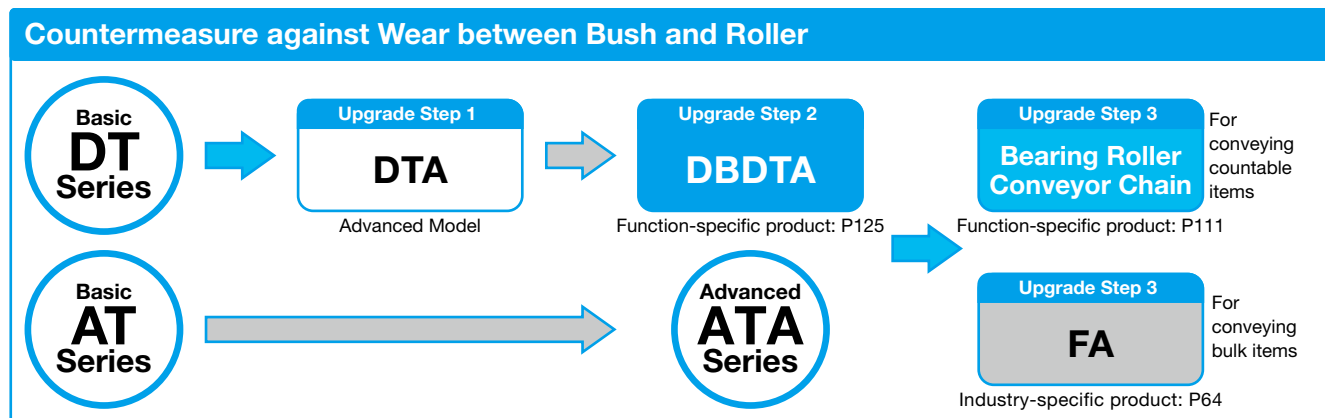 Countermeasure against Wear between Bush and Roller
Basic
DT
Series
Upgrade Step 1
DTA
Advanced Model
Upgrade Step 2
DBDTA
Function-specific product: P125
Upgrade Step 3
Bearing Roller
Conveyor Chain
Function-specific product: P111
For
conveying
countable
items
Basic
AT
Series
Advanced
ATA
Series
Upgrade Step 3
FA
Industry-specific product: P64
For
conveying
bulk items